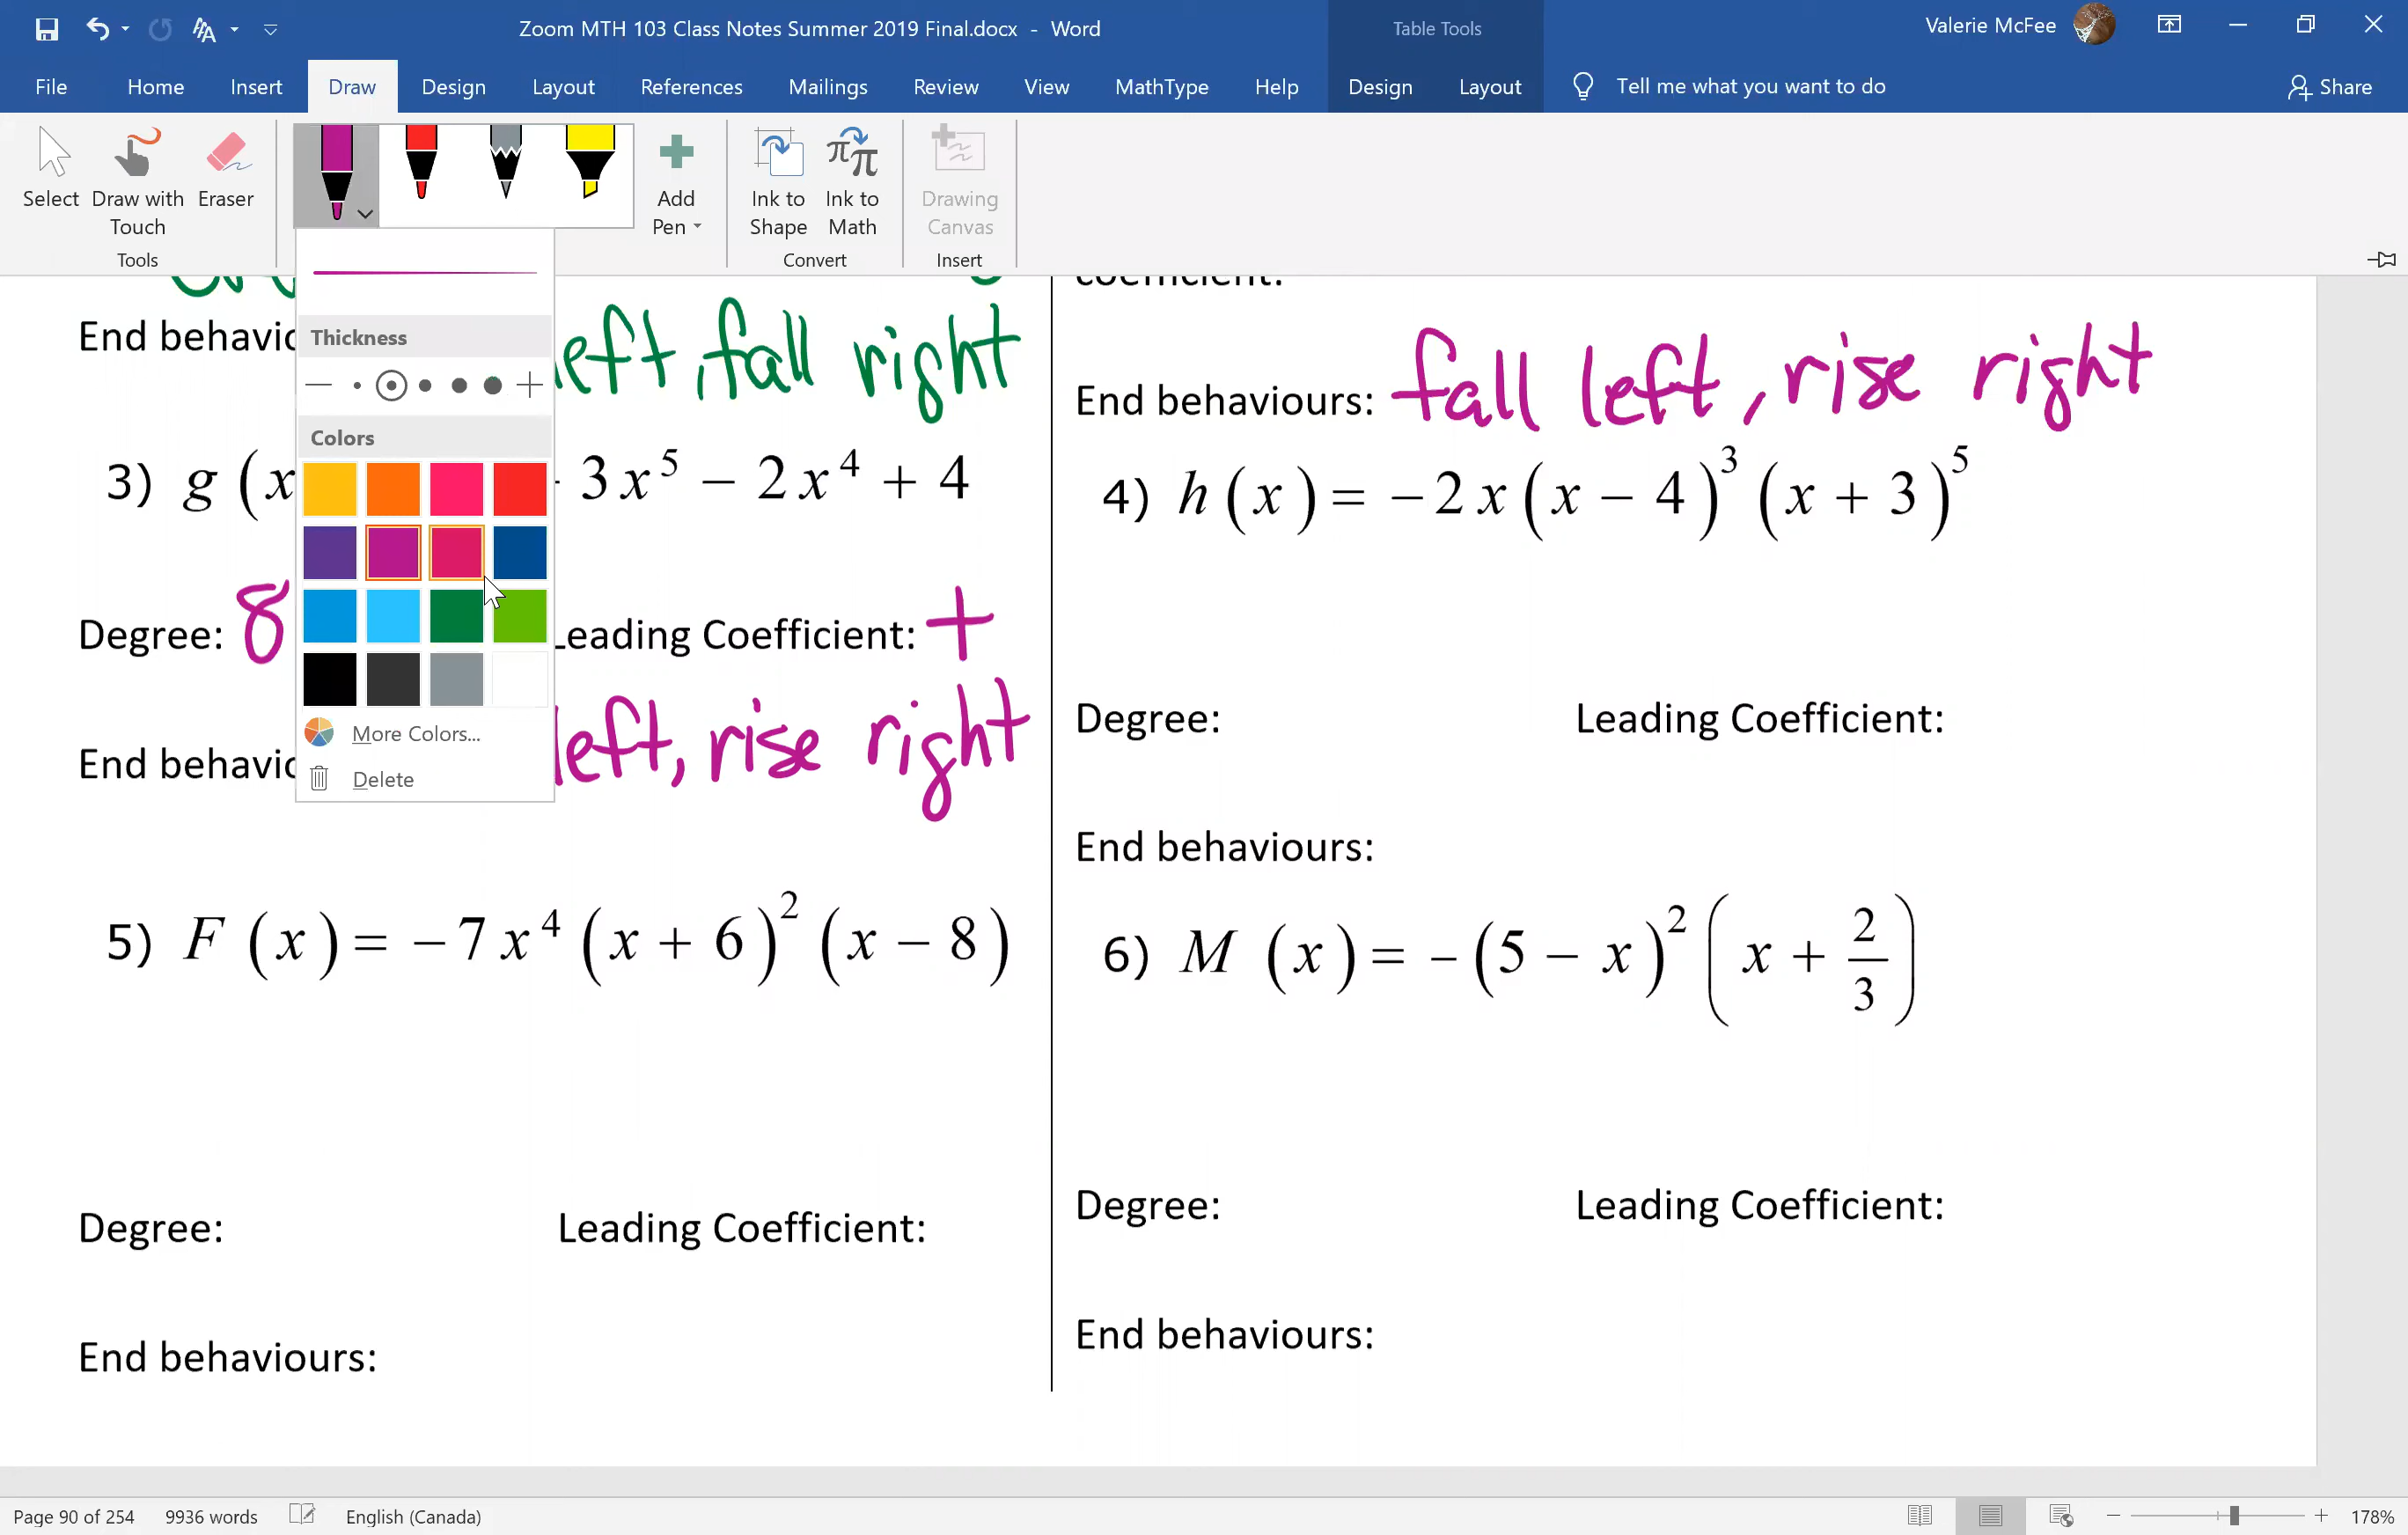 Zoom MTH 103 Class Notes Summer 2019 Final.docx - Word
Table Tools
Valerie McFee
File Home Insert Draw Design Layout References Mailings Review View MathType Help Design Layout Tell me what you want to do Share
Select
Draw with Touch
Eraser
Tools
Add Pen
Ink to Shape
Ink to Math
Convert
Drawing Canvas
Insert
Thickness
Colors
More Colors...
Delete
left, fall right
3) g (x 3x⁵ − 2x⁴ + 4
Degree: 8 Leading Coefficient: +
left, rise right
5) F (x) = −7x⁴ (x + 6)² (x − 8)
Degree: Leading Coefficient:
End behaviours:
coefficient:
End behaviours: fall left, rise right
4) h (x) = −2x (x − 4)³ (x + 3)⁵
Degree: Leading Coefficient:
End behaviours:
6) M (x) = −(5 − x)² (x + 2/3)
Degree: Leading Coefficient:
End behaviours:
Page 90 of 254 9936 words English (Canada) 178%